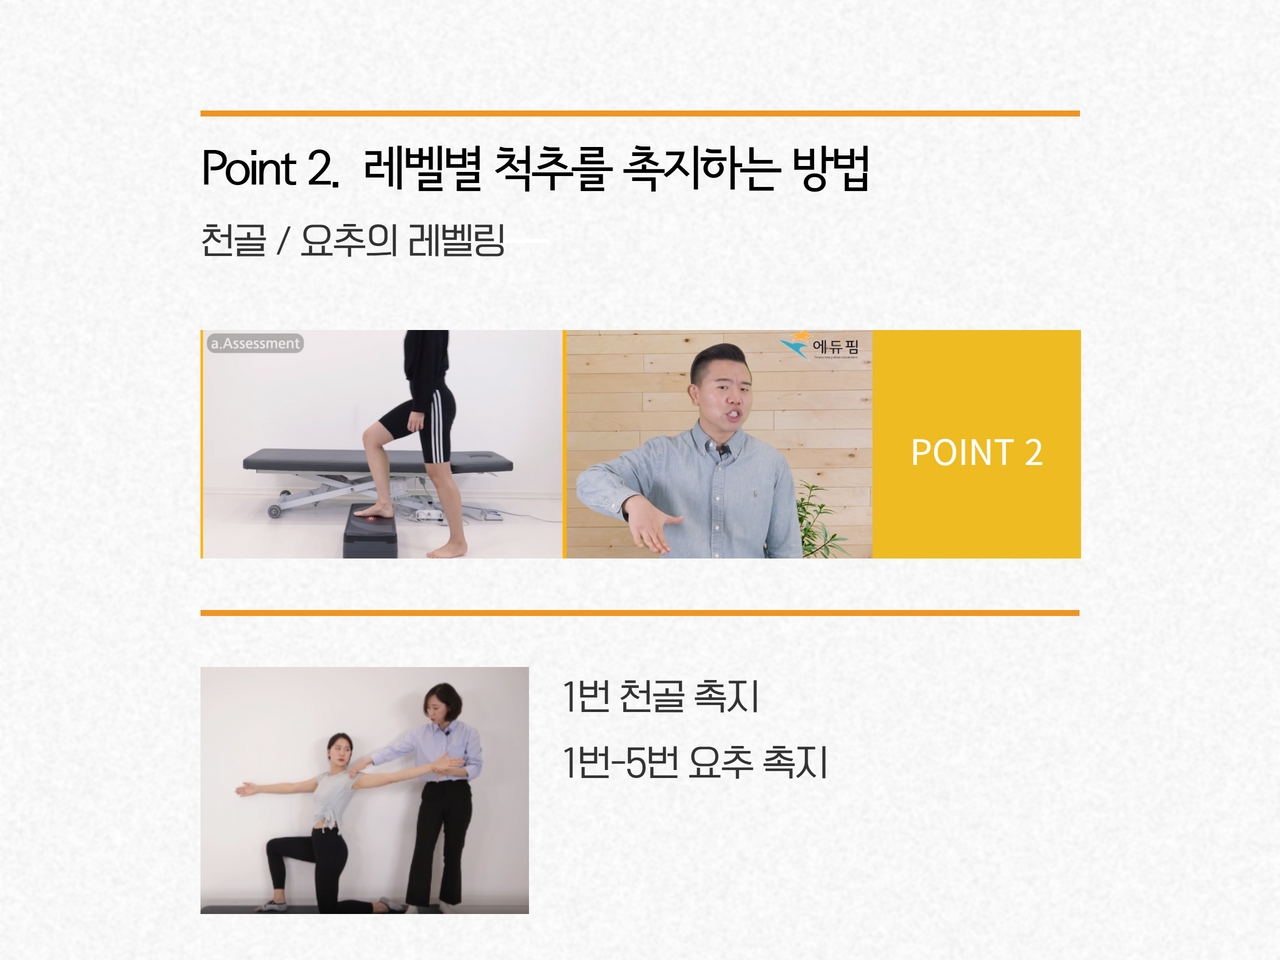 Point 2. 레벨별 척추를 촉지하는 방법
천골 / 요추의 레벨링
a.Assessment
에듀핌
POINT 2
1번 천골 촉지
1번-5번 요추 촉지